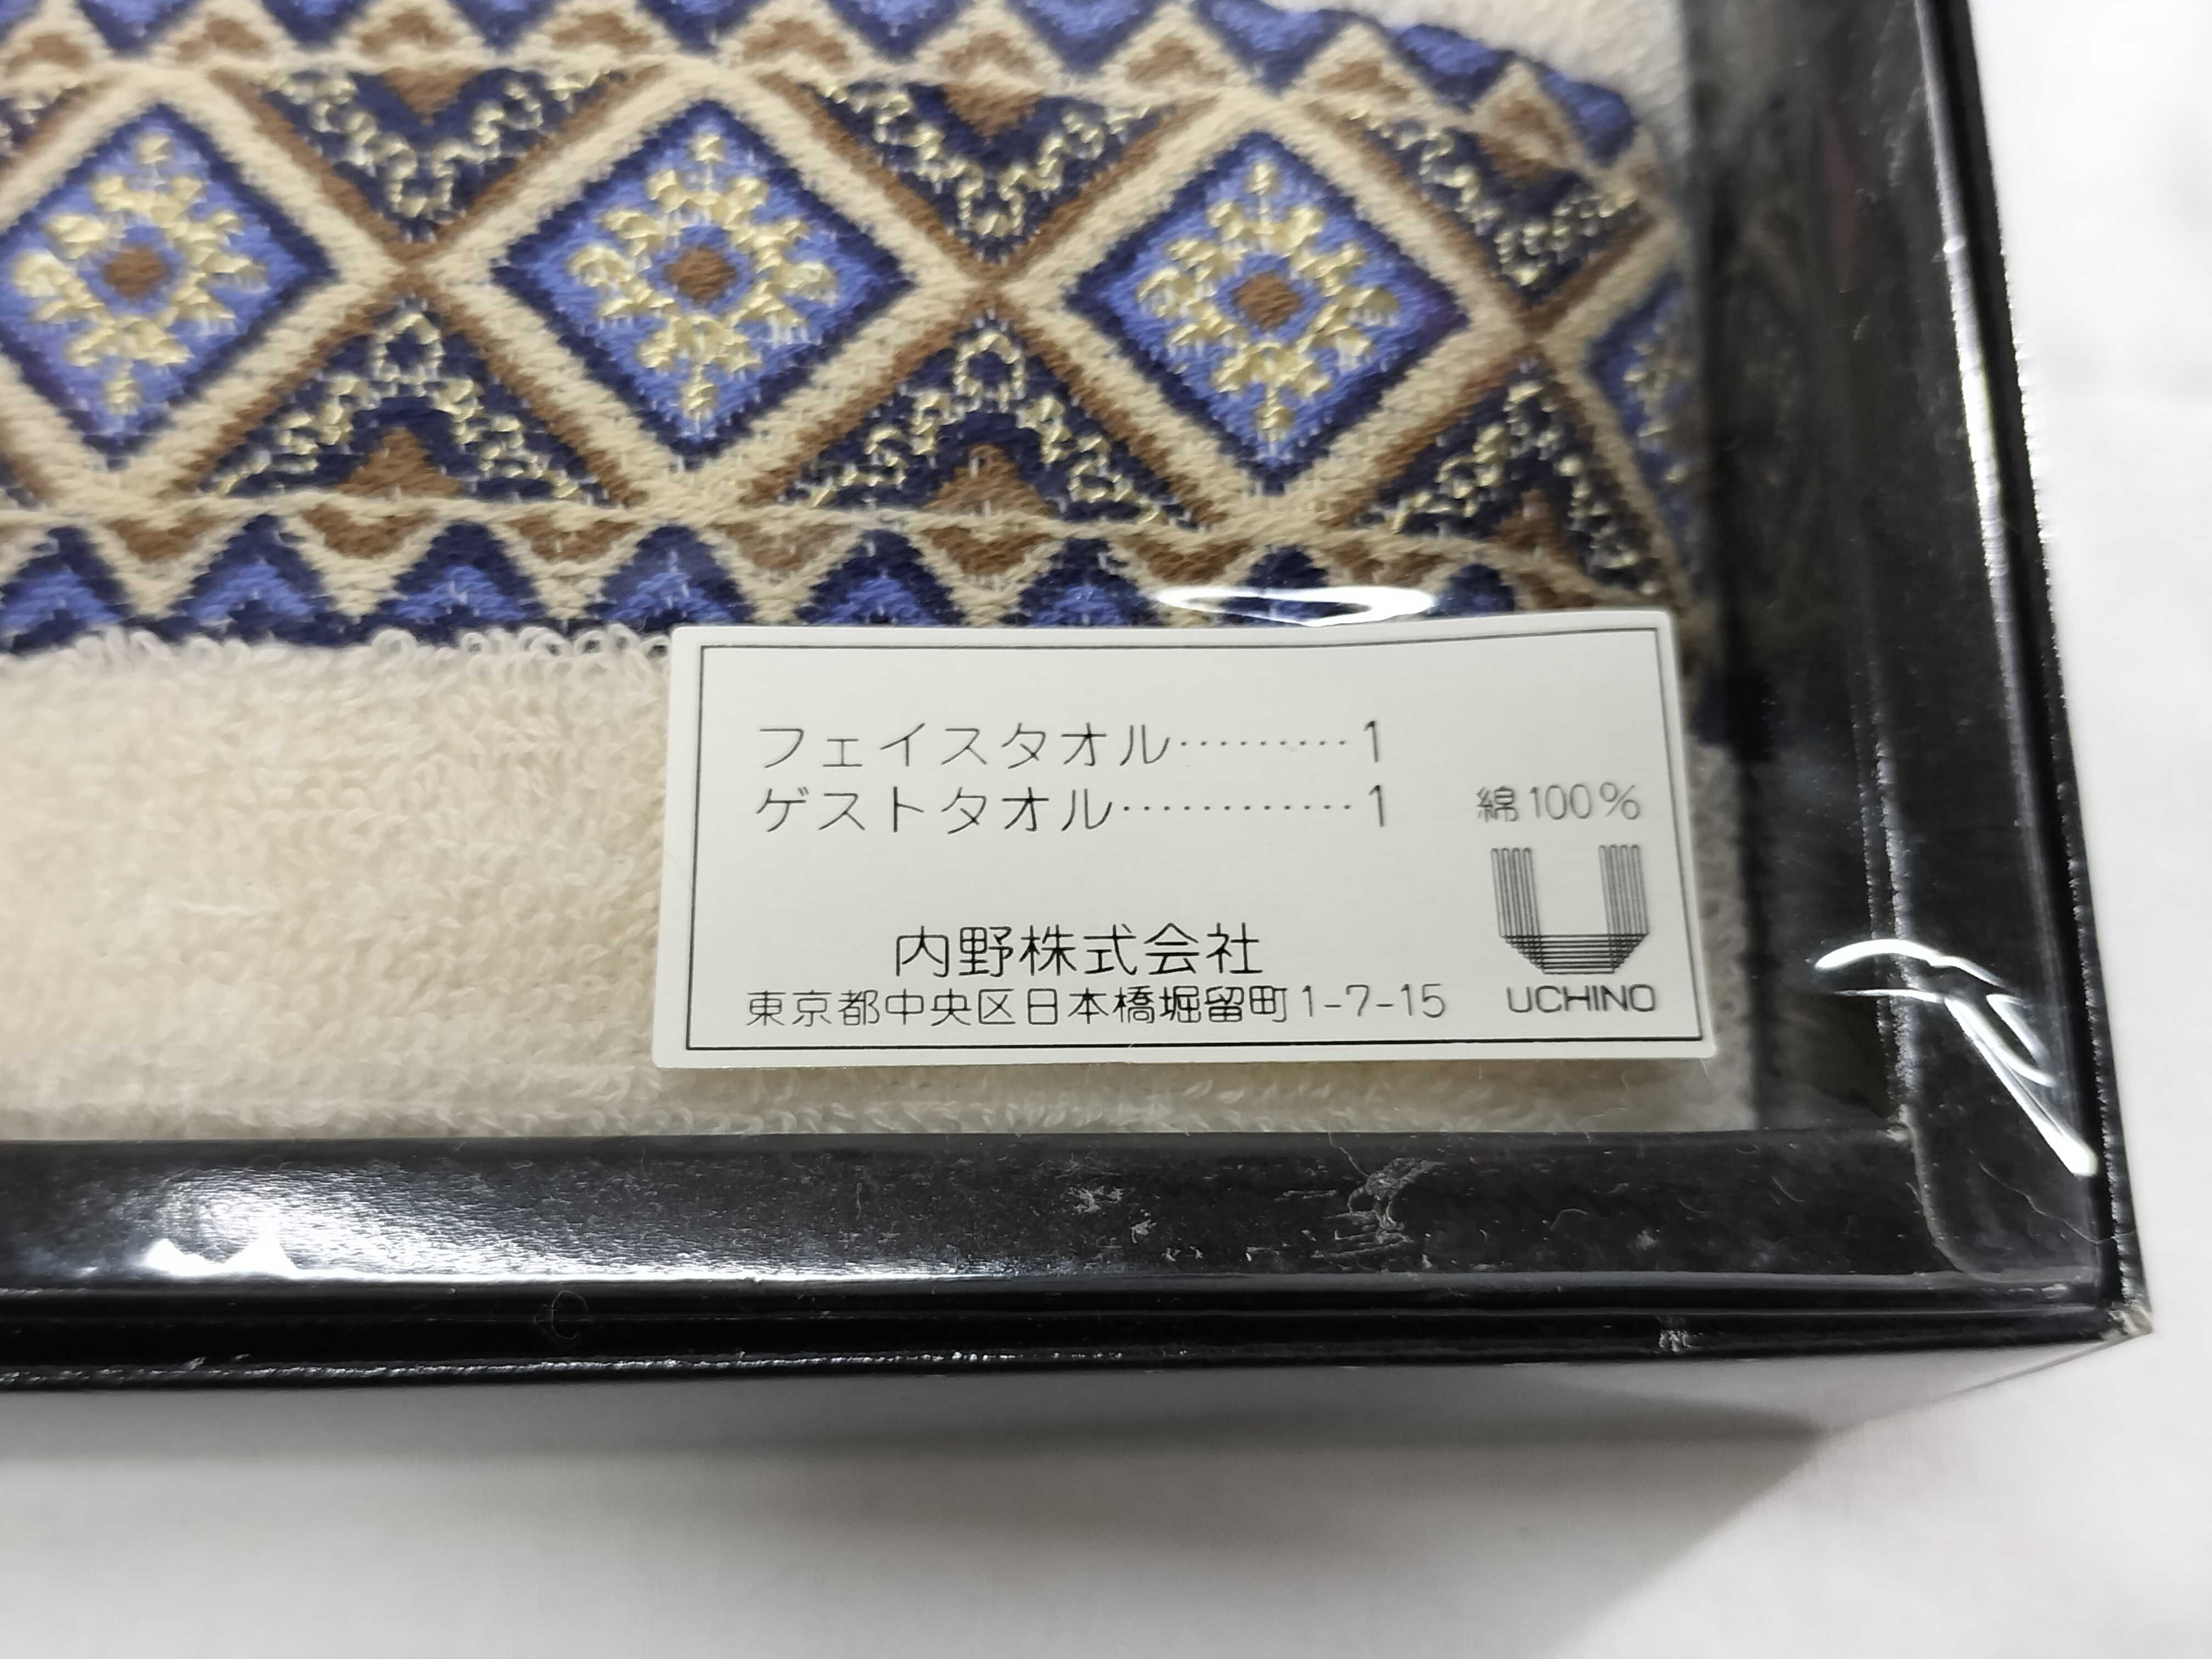 フェイスタオル………1
ゲストタオル…………1
綿100%
内野株式会社
東京都中央区日本橋堀留町1-7-15
UCHINO